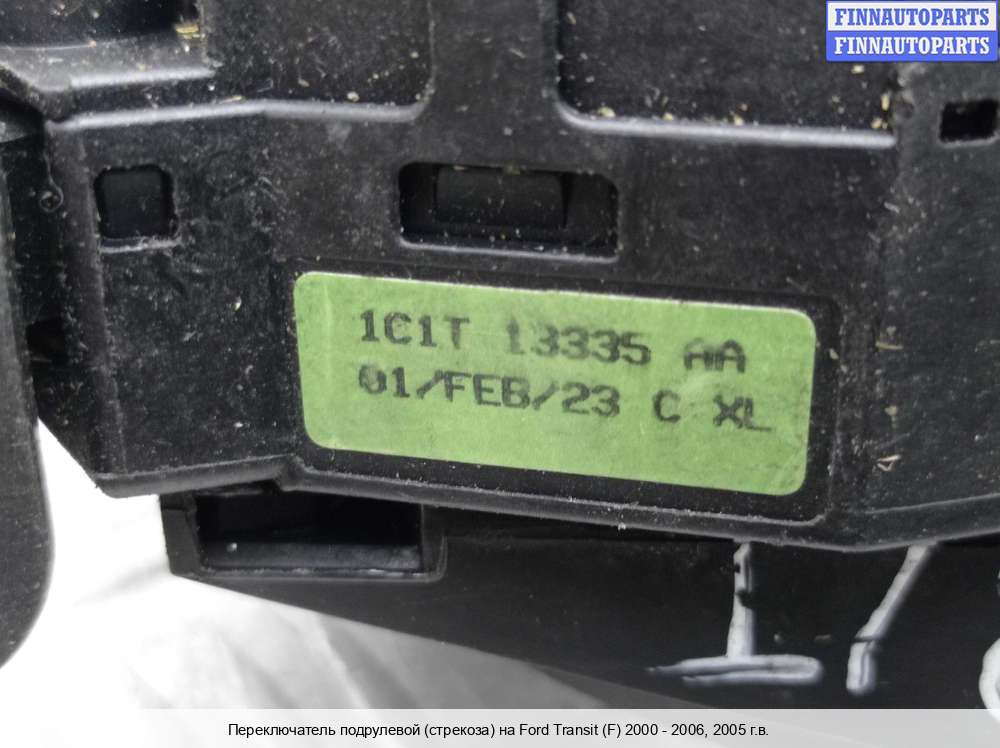 FINNAUTOPARTS
FINNAUTOPARTS
1C1T 13335 AA
01/FEB/23 C XL
Переключатель подрулевой (стрекоза) на Ford Transit (F) 2000 - 2006, 2005 г.в.